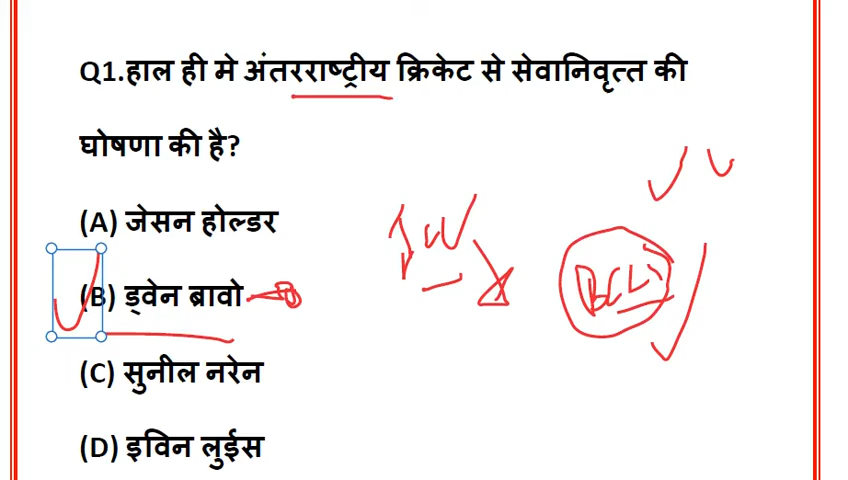 Q1.हाल ही मे अंतरराष्ट्रीय क्रिकेट से सेवानिवृत्त की
घोषणा की है?
(A) जेसन होल्डर
(B) ड्वेन ब्रावो
(C) सुनील नरेन
(D) इविन लुईस